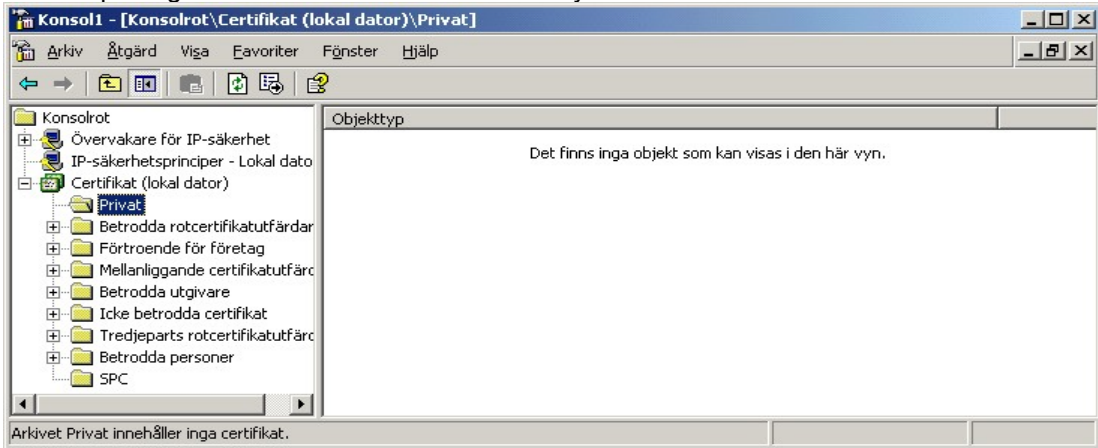 Konsol1 - [Konsolrot\Certifikat (lokal dator)\Privat]
Arkiv Åtgärd Visa Favoriter Fönster Hjälp
Konsolrot
Övervakare för IP-säkerhet
IP-säkerhetsprinciper - Lokal dato
Certifikat (lokal dator)
Privat
Betrodda rotcertifikatutfärdar
Förtroende för företag
Mellanliggande certifikatutfärd
Betrodda utgivare
Icke betrodda certifikat
Tredjeparts rotcertifikatutfärd
Betrodda personer
SPC
Objekttyp
Det finns inga objekt som kan visas i den här vyn.
Arkivet Privat innehåller inga certifikat.